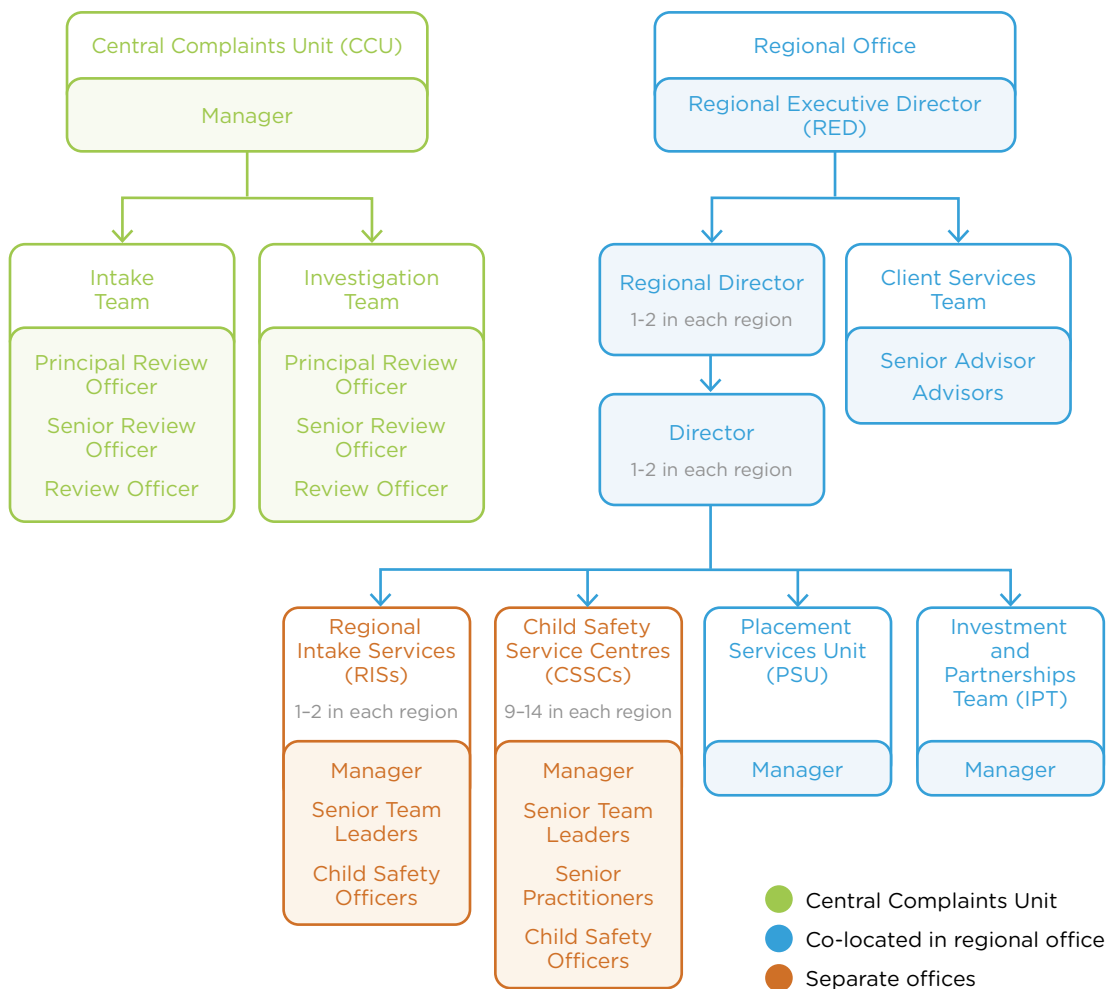 Central Complaints Unit (CCU)
Manager
Intake
Team
Principal Review
Officer
Senior Review
Officer
Review Officer
Investigation
Team
Principal Review
Officer
Senior Review
Officer
Review Officer
Regional Office
Regional Executive Director
(RED)
Regional Director
1-2 in each region
Client Services
Team
Senior Advisor
Advisors
Director
1-2 in each region
Regional
Intake Services
(RISs)
1–2 in each region
Manager
Senior Team
Leaders
Child Safety
Officers
Child Safety
Service Centres
(CSSCs)
9–14 in each region
Manager
Senior Team
Leaders
Senior
Practitioners
Child Safety
Officers
Placement
Services Unit
(PSU)
Manager
Investment
and
Partnerships
Team (IPT)
Manager
Central Complaints Unit
Co-located in regional office
Separate offices